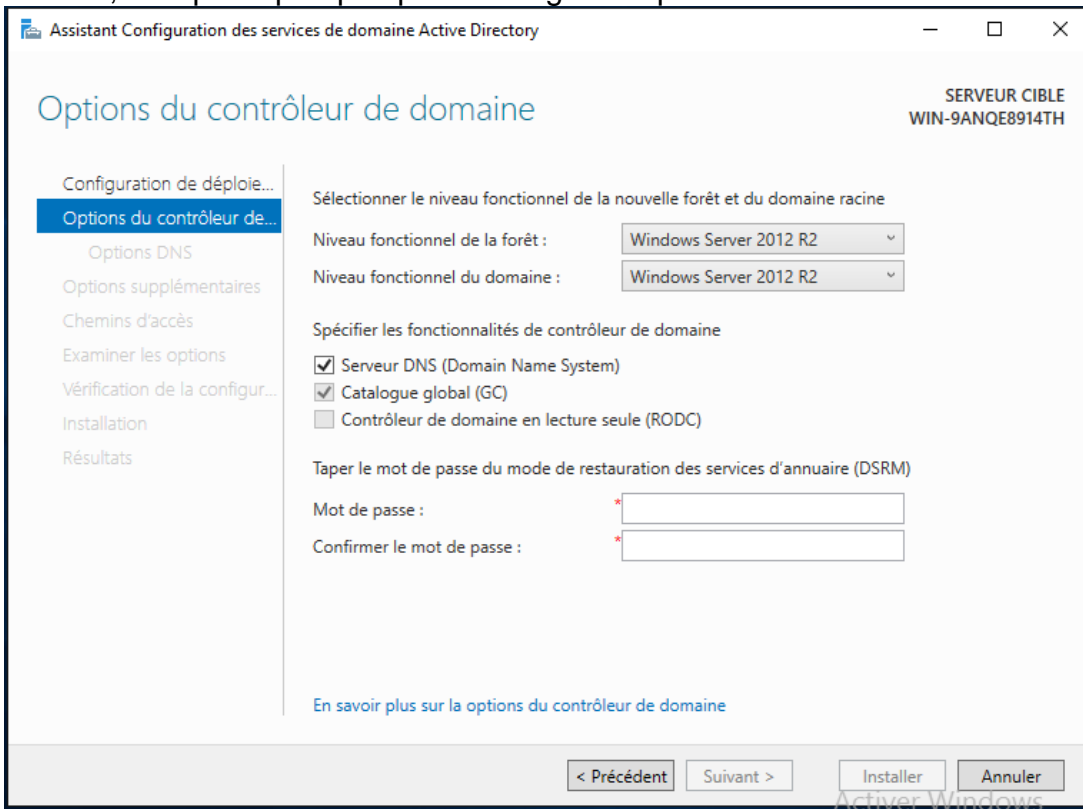 Assistant Configuration des services de domaine Active Directory
Options du contrôleur de domaine
SERVEUR CIBLE
WIN-9ANQE8914TH
Configuration de déploie...
Options du contrôleur de...
Options DNS
Options supplémentaires
Chemins d'accès
Examiner les options
Vérification de la configur...
Installation
Résultats
Sélectionner le niveau fonctionnel de la nouvelle forêt et du domaine racine
Niveau fonctionnel de la forêt : Windows Server 2012 R2
Niveau fonctionnel du domaine : Windows Server 2012 R2
Spécifier les fonctionnalités de contrôleur de domaine
Serveur DNS (Domain Name System)
Catalogue global (GC)
Contrôleur de domaine en lecture seule (RODC)
Taper le mot de passe du mode de restauration des services d'annuaire (DSRM)
Mot de passe : *
Confirmer le mot de passe : *
En savoir plus sur la options du contrôleur de domaine
< Précédent Suivant > Installer Annuler
Activer Windows